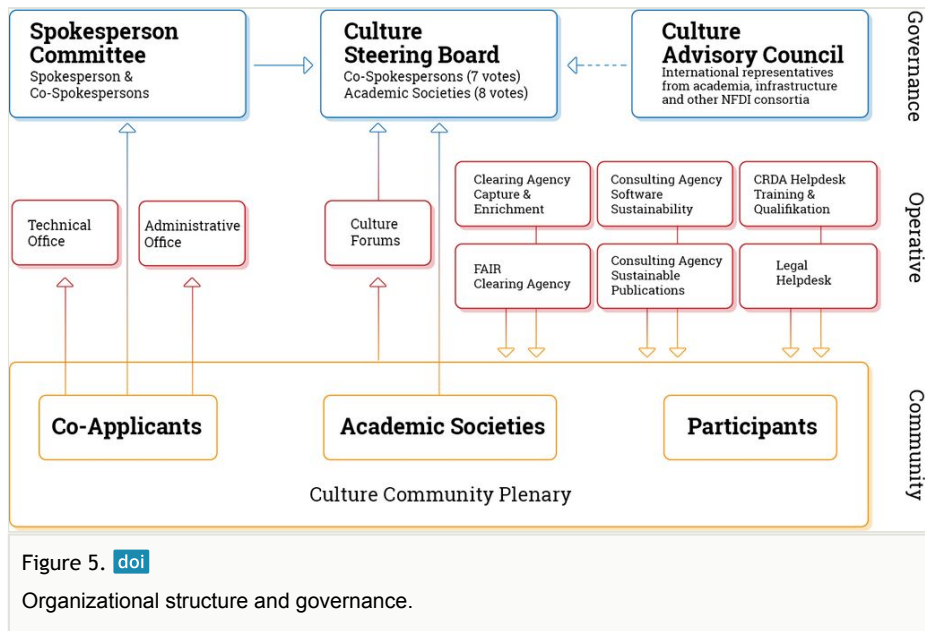 Spokesperson
Committee
Spokesperson &
Co-Spokespersons
Culture
Steering Board
Co-Spokespersons (7 votes)
Academic Societies (8 votes)
Culture
Advisory Council
International representatives
from academia, infrastructure
and other NFDI consortia
Governance
Technical
Office
Administrative
Office
Culture
Forums
Clearing Agency
Capture &
Enrichment
Consulting Agency
Software
Sustainability
CRDA Helpdesk
Training &
Qualifikation
FAIR
Clearing Agency
Consulting Agency
Sustainable
Publications
Legal
Helpdesk
Operative
Co-Applicants
Academic Societies
Participants
Culture Community Plenary
Community
Figure 5. doi
Organizational structure and governance.